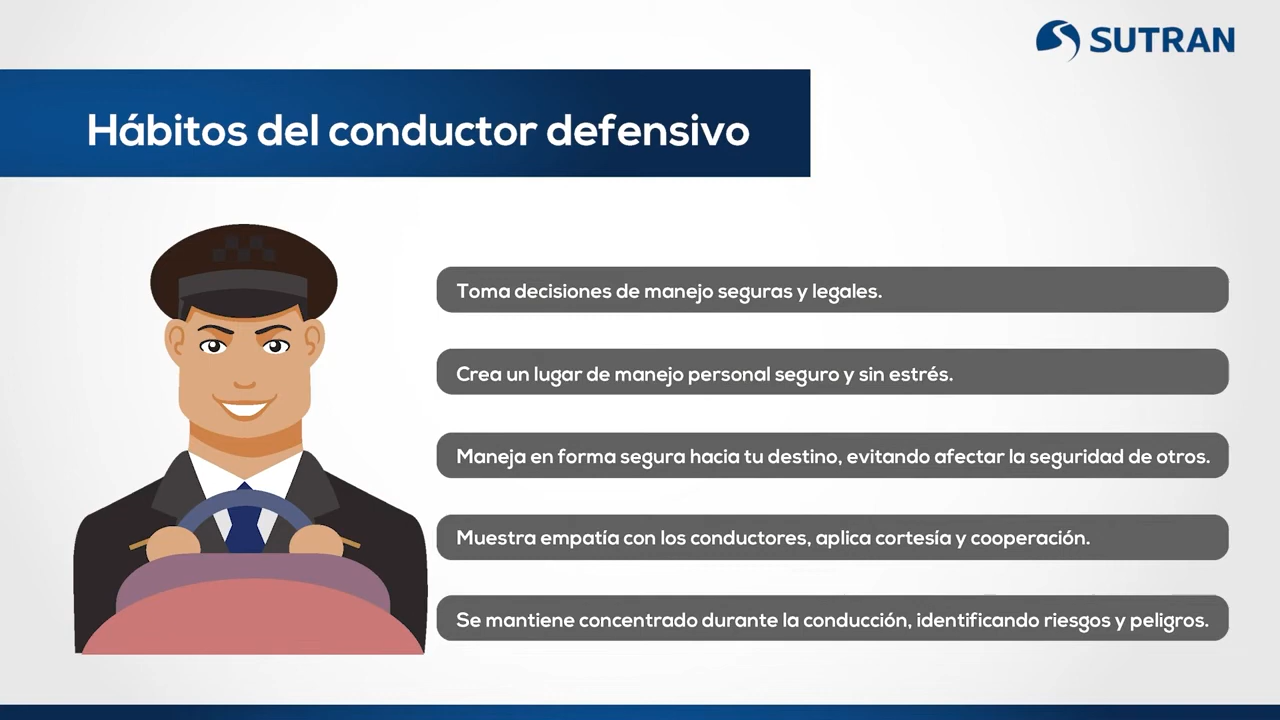 SUTRAN
Hábitos del conductor defensivo
Toma decisiones de manejo seguras y legales.
Crea un lugar de manejo personal seguro y sin estrés.
Maneja en forma segura hacia tu destino, evitando afectar la seguridad de otros.
Muestra empatía con los conductores, aplica cortesía y cooperación.
Se mantiene concentrado durante la conducción, identificando riesgos y peligros.